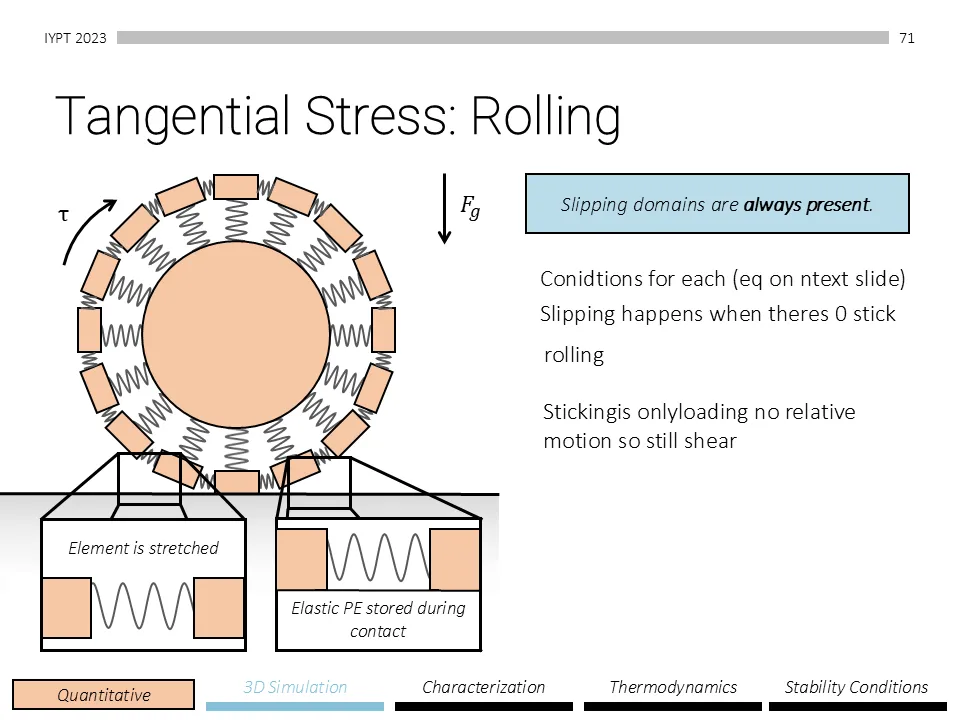 IYPT 2023
71
Tangential Stress: Rolling
τ
Fg
Slipping domains are always present.
Conidtions for each (eq on ntext slide)
Slipping happens when theres 0 stick
rolling
Stickingis onlyloading no relative
motion so still shear
Element is stretched
Elastic PE stored during
contact
Quantitative
3D Simulation
Characterization
Thermodynamics
Stability Conditions